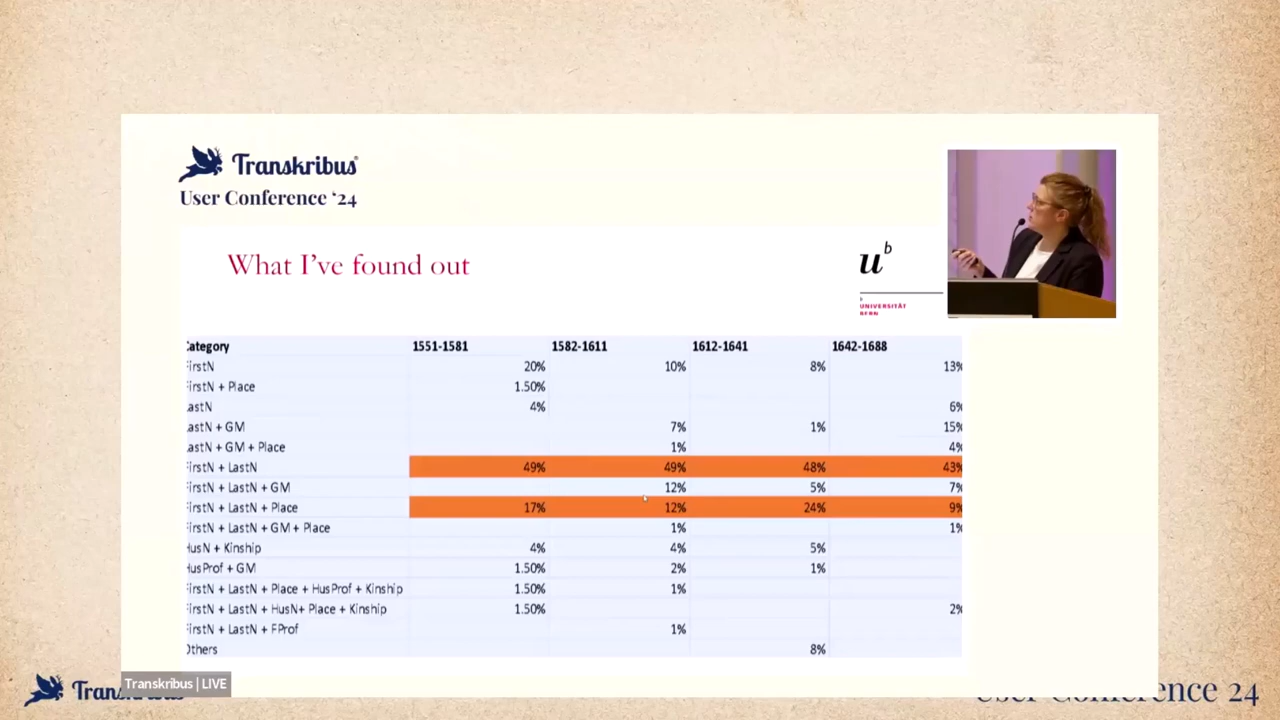 Transkribus®
User Conference ‘24
What I’ve found out
u b
b
UNIVERSITÄT
BERN
Category 1551-1581 1582-1611 1612-1641 1642-1688
FirstN 20% 10% 8% 13%
FirstN + Place 1.50%
LastN 4% 6%
LastN + GM 7% 1% 15%
LastN + GM + Place 1% 4%
FirstN + LastN 49% 49% 48% 43%
FirstN + LastN + GM 12% 5% 7%
FirstN + LastN + Place 17% 12% 24% 9%
FirstN + LastN + GM + Place 1% 1%
HusN + Kinship 4% 4% 5%
HusProf + GM 1.50% 2% 1%
FirstN + LastN + Place + HusProf + Kinship 1.50% 1%
FirstN + LastN + HusN+ Place + Kinship 1.50% 2%
FirstN + LastN + FProf 1%
Others 8%
Transkribus | LIVE
User Conference 24